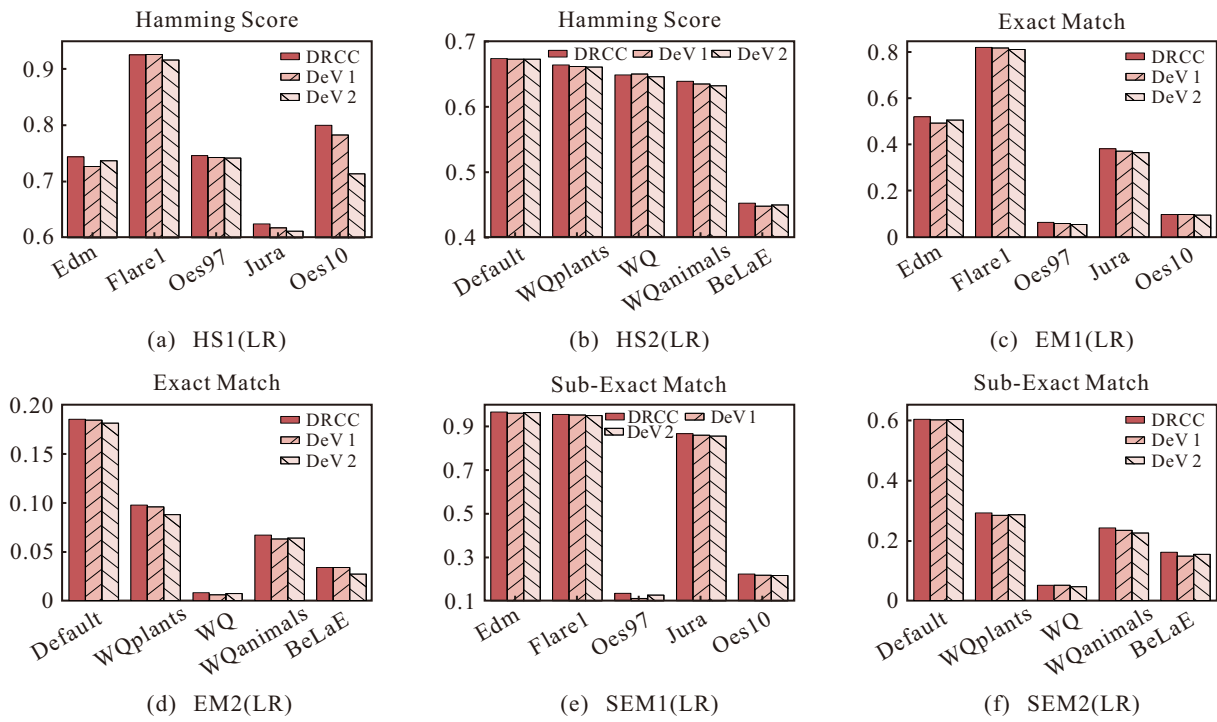 Hamming Score
0.9
0.8
0.7
0.6
DRCC
DeV 1
DeV 2
Edm
Flare1
Oes97
Jura
Oes10
(a) HS1(LR)
Hamming Score
0.7
0.6
0.5
0.4
DRCC DeV 1 DeV 2
Default
WQplants
WQ
WQanimals
BeLaE
(b) HS2(LR)
Exact Match
0.8
0.6
0.4
0.2
0
DRCC
DeV 1
DeV 2
Edm
Flare1
Oes97
Jura
Oes10
(c) EM1(LR)
Exact Match
0.20
0.15
0.10
0.05
0
DRCC
DeV 1
DeV 2
Default
WQplants
WQ
WQanimals
BeLaE
(d) EM2(LR)
Sub-Exact Match
0.9
0.7
0.5
0.3
0.1
DRCC DeV 1
DeV 2
Edm
Flare1
Oes97
Jura
Oes10
(e) SEM1(LR)
Sub-Exact Match
0.6
0.4
0.2
0
DRCC
DeV 1
DeV 2
Default
WQplants
WQ
WQanimals
BeLaE
(f) SEM2(LR)